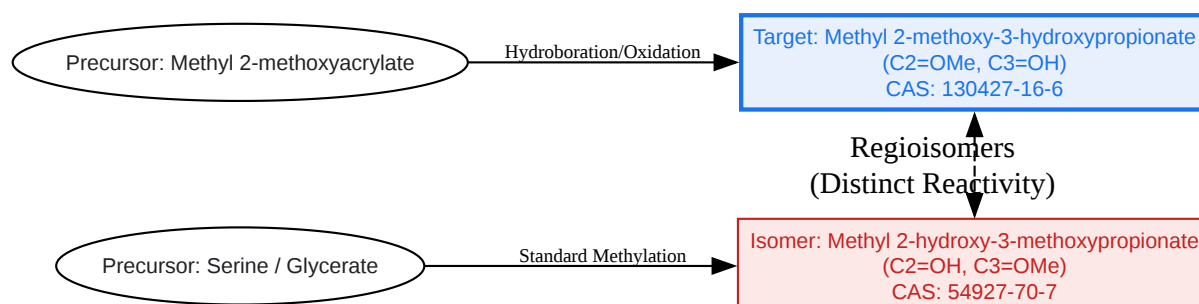 Precursor: Methyl 2-methoxyacrylate
Hydroboration/Oxidation
Target: Methyl 2-methoxy-3-hydroxypropionate
(C2=OMe, C3=OH)
CAS: 130427-16-6
Regioisomers
(Distinct Reactivity)
Precursor: Serine / Glycerate
Standard Methylation
Isomer: Methyl 2-hydroxy-3-methoxypropionate
(C2=OH, C3=OMe)
CAS: 54927-70-7